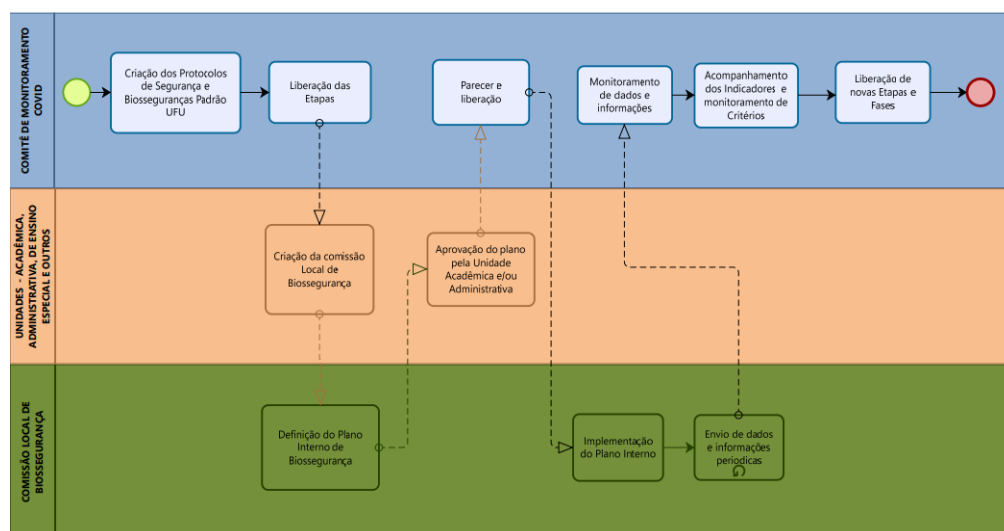 COMITÊ DE MONITORAMENTO
COVID
Criação dos Protocolos
de Segurança e
Biosseguranças Padrão
UFU
Liberação das
Etapas
Parecer e
liberação
Monitoramento
de dados e
informações
Acompanhamento
dos Indicadores e
monitoramento de
Critérios
Liberação de
novas Etapas e
Fases
UNIDADES - ACADÊMICA,
ADMINISTRATIVA, DE ENSINO
ESPECIAL E OUTROS
Criação da comissão
Local de
Biossegurança
Aprovação do plano
pela Unidade
Acadêmica e/ou
Administrativa
COMISSÃO LOCAL DE
BIOSSEGURANÇA
Definição do Plano
Interno de
Biossegurança
Implementação
do Plano Interno
Envio de dados
e informações
periodicas